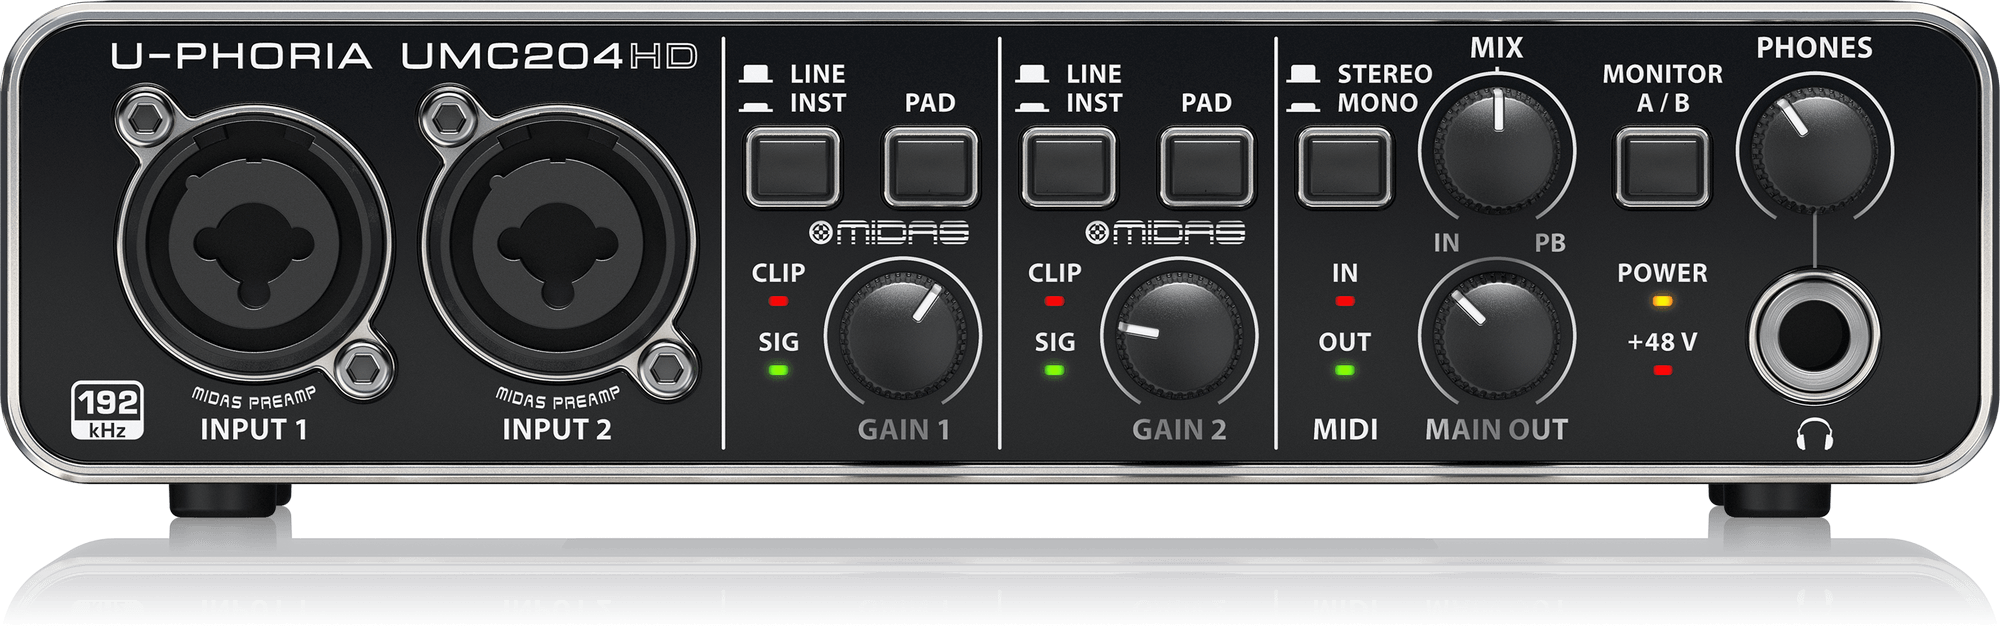 U-PHORIA UMC204HD
192
kHz
MIDAS PREAMP
INPUT 1
MIDAS PREAMP
INPUT 2
LINE
INST
PAD
MIDAS
CLIP
SIG
GAIN 1
LINE
INST
PAD
MIDAS
CLIP
SIG
GAIN 2
STEREO
MONO
MIX
IN PB
IN
OUT
MIDI
MAIN OUT
MONITOR
A / B
POWER
+48 V
PHONES